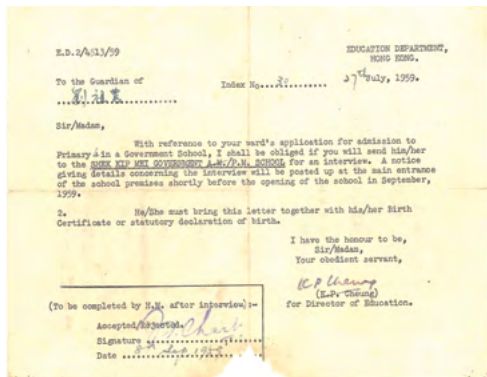 E.D.2/4513/59
EDUCATION DEPARTMENT,
HONG KONG.
To the Guardian of
Index No....30..........
27th July, 1959.
Sir/Madam,
With reference to your ward's application for admission to
Primary in a Government School, I shall be obliged if you will send him/her
to the SHEK KIP MEI GOVERNMENT A.M./P.M. SCHOOL for an interview. A notice
giving details concerning the interview will be posted up at the main entrance
of the school premises shortly before the opening of the school in September,
1959.
2. He/She must bring this letter together with his/her Birth
Certificate or statutory declaration of birth.
I have the honour to be,
Sir/Madam,
Your obedient servant,
K P Cheung
(K.P. Cheung)
for Director of Education.
(To be completed by H.M. after interview):-
Accepted/Rejected.
Signature
Date 8th Sep 1959